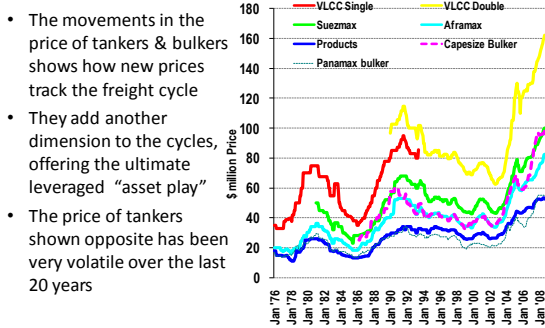 • The movements in the
price of tankers & bulkers
shows how new prices
track the freight cycle
• They add another
dimension to the cycles,
offering the ultimate
leveraged “asset play”
• The price of tankers
shown opposite has been
very volatile over the last
20 years
VLCC Single
VLCC Double
Suezmax
Aframax
Products
Capesize Bulker
Panamax bulker
$ million Price
180
160
140
120
100
80
60
40
20
0
Jan '76
Jan '78
Jan '80
Jan '82
Jan '84
Jan '86
Jan '88
Jan '90
Jan '92
Jan '94
Jan '96
Jan '98
Jan '00
Jan '02
Jan '04
Jan '06
Jan '08